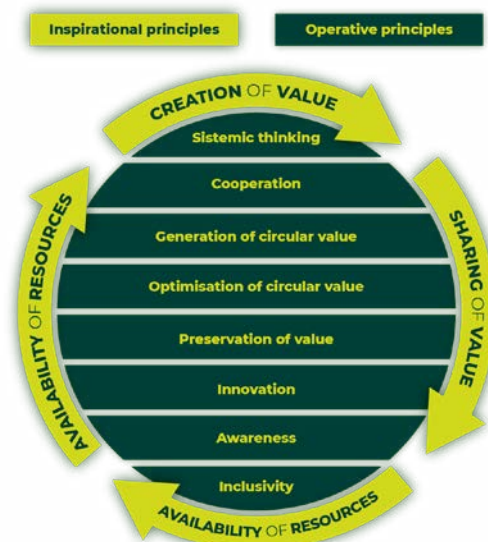 Inspirational principles
Operative principles
CREATION OF VALUE
Sistemic thinking
Cooperation
Generation of circular value
Optimisation of circular value
Preservation of value
Innovation
Awareness
Inclusivity
SHARING OF VALUE
AVAILABILITY OF RESOURCES
AVAILABILITY OF RESOURCES